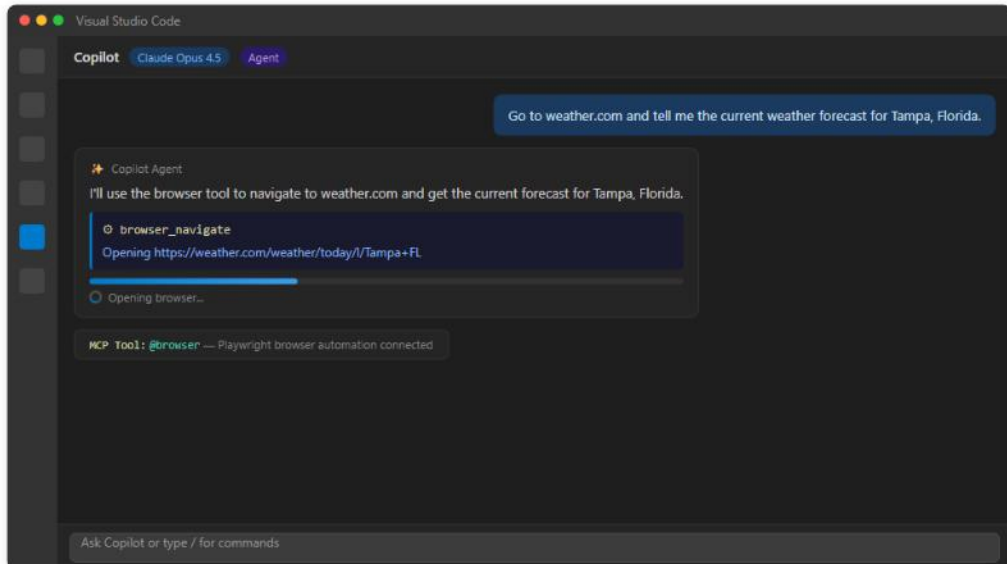 Visual Studio Code
Copilot Claude Opus 4.5 Agent
Go to weather.com and tell me the current weather forecast for Tampa, Florida.
Copilot Agent
I'll use the browser tool to navigate to weather.com and get the current forecast for Tampa, Florida.
browser_navigate
Opening https://weather.com/weather/today/l/Tampa+FL
Opening browser...
MCP Tool: @browser — Playwright browser automation connected
Ask Copilot or type / for commands